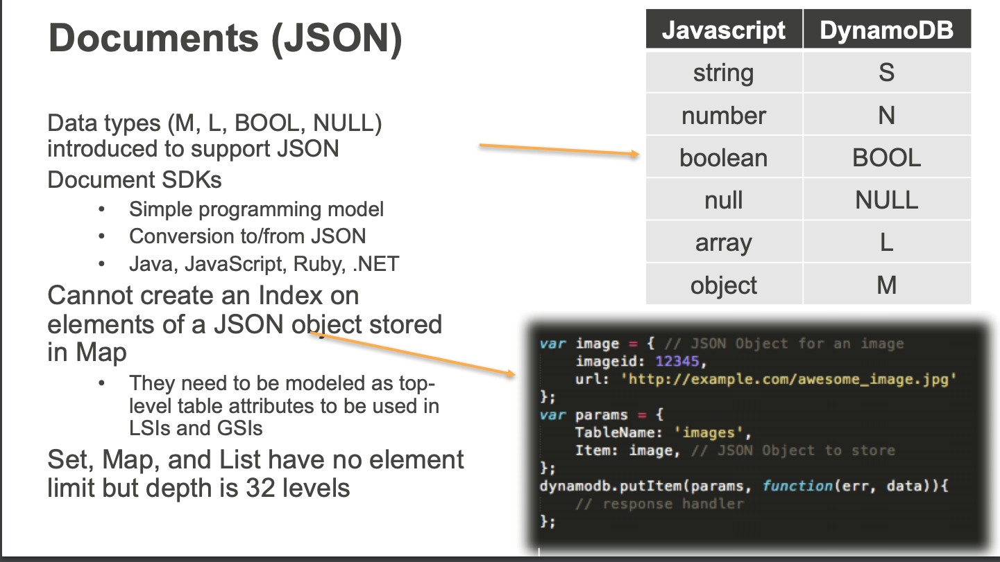 Documents (JSON)
Data types (M, L, BOOL, NULL)
introduced to support JSON
Document SDKs
• Simple programming model
• Conversion to/from JSON
• Java, JavaScript, Ruby, .NET
Cannot create an Index on
elements of a JSON object stored
in Map
• They need to be modeled as top-
level table attributes to be used in
LSIs and GSIs
Set, Map, and List have no element
limit but depth is 32 levels
Javascript DynamoDB
string S
number N
boolean BOOL
null NULL
array L
object M
var image = { // JSON Object for an image
    imageid: 12345,
    url: 'http://example.com/awesome_image.jpg'
};
var params = {
    TableName: 'images',
    Item: image, // JSON Object to store
};
dynamodb.putItem(params, function(err, data)){
    // response handler
};